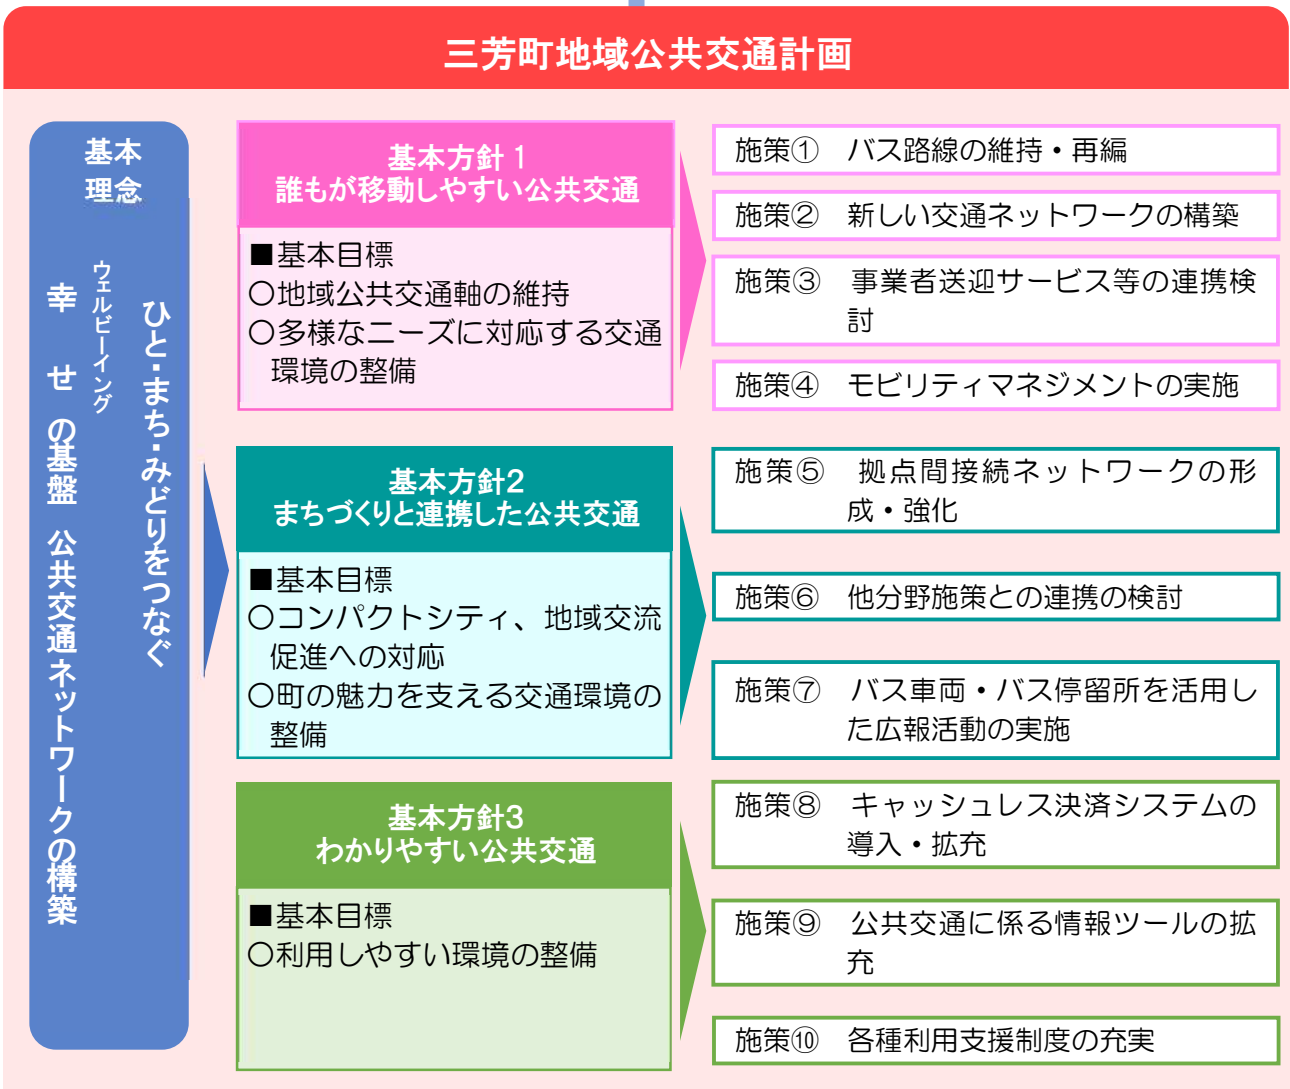 三芳町地域公共交通計画
基本
理念
ひと・まち・みどりをつなぐ
ウェルビーイング
幸せの基盤 公共交通ネットワークの構築
基本方針1
誰もが移動しやすい公共交通
■基本目標
○地域公共交通軸の維持
○多様なニーズに対応する交通
環境の整備
施策① バス路線の維持・再編
施策② 新しい交通ネットワークの構築
施策③ 事業者送迎サービス等の連携検
討
施策④ モビリティマネジメントの実施
基本方針2
まちづくりと連携した公共交通
■基本目標
○コンパクトシティ、地域交流
促進への対応
○町の魅力を支える交通環境の
整備
施策⑤ 拠点間接続ネットワークの形
成・強化
施策⑥ 他分野施策との連携の検討
施策⑦ バス車両・バス停留所を活用し
た広報活動の実施
基本方針3
わかりやすい公共交通
■基本目標
○利用しやすい環境の整備
施策⑧ キャッシュレス決済システムの
導入・拡充
施策⑨ 公共交通に係る情報ツールの拡
充
施策⑩ 各種利用支援制度の充実